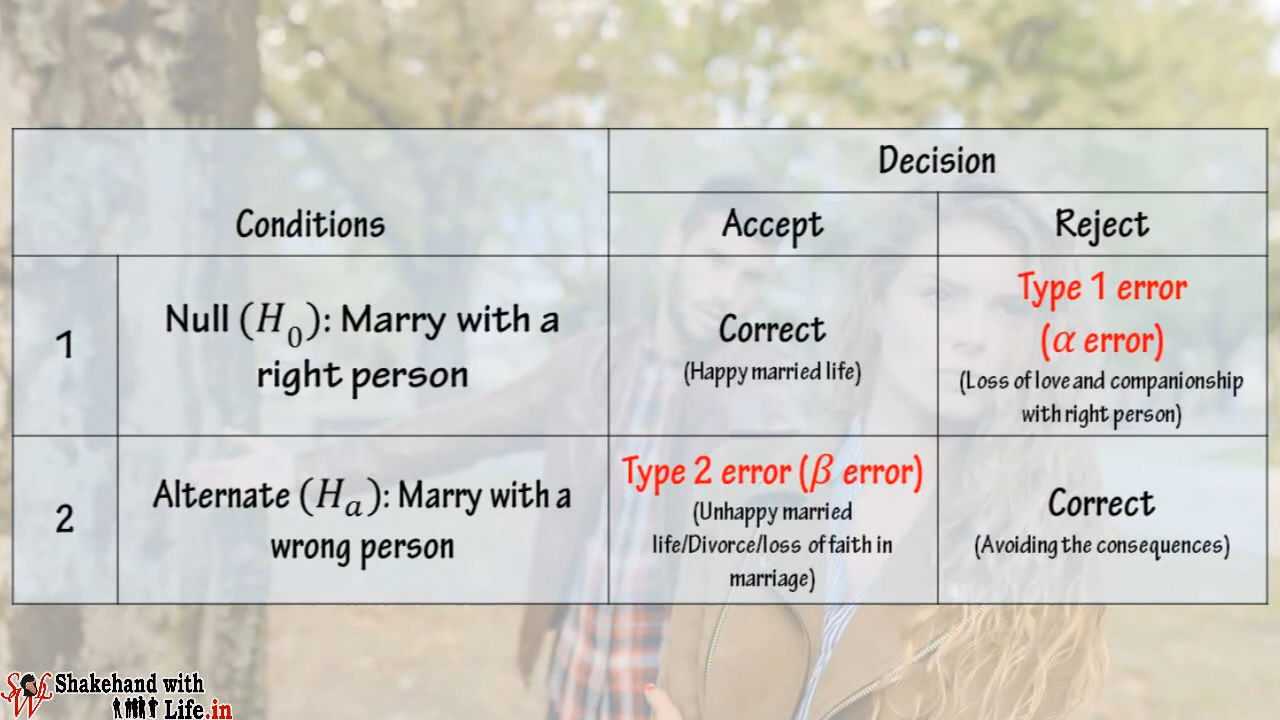 Decision
Conditions
Accept
Reject
1
Null (H₀): Marry with a
right person
Correct
(Happy married life)
Type 1 error
(α error)
(Loss of love and companionship
with right person)
2
Alternate (Hₐ): Marry with a
wrong person
Type 2 error (β error)
(Unhappy married
life/Divorce/loss of faith in
marriage)
Correct
(Avoiding the consequences)
SWL
Shakehand with
Life.in